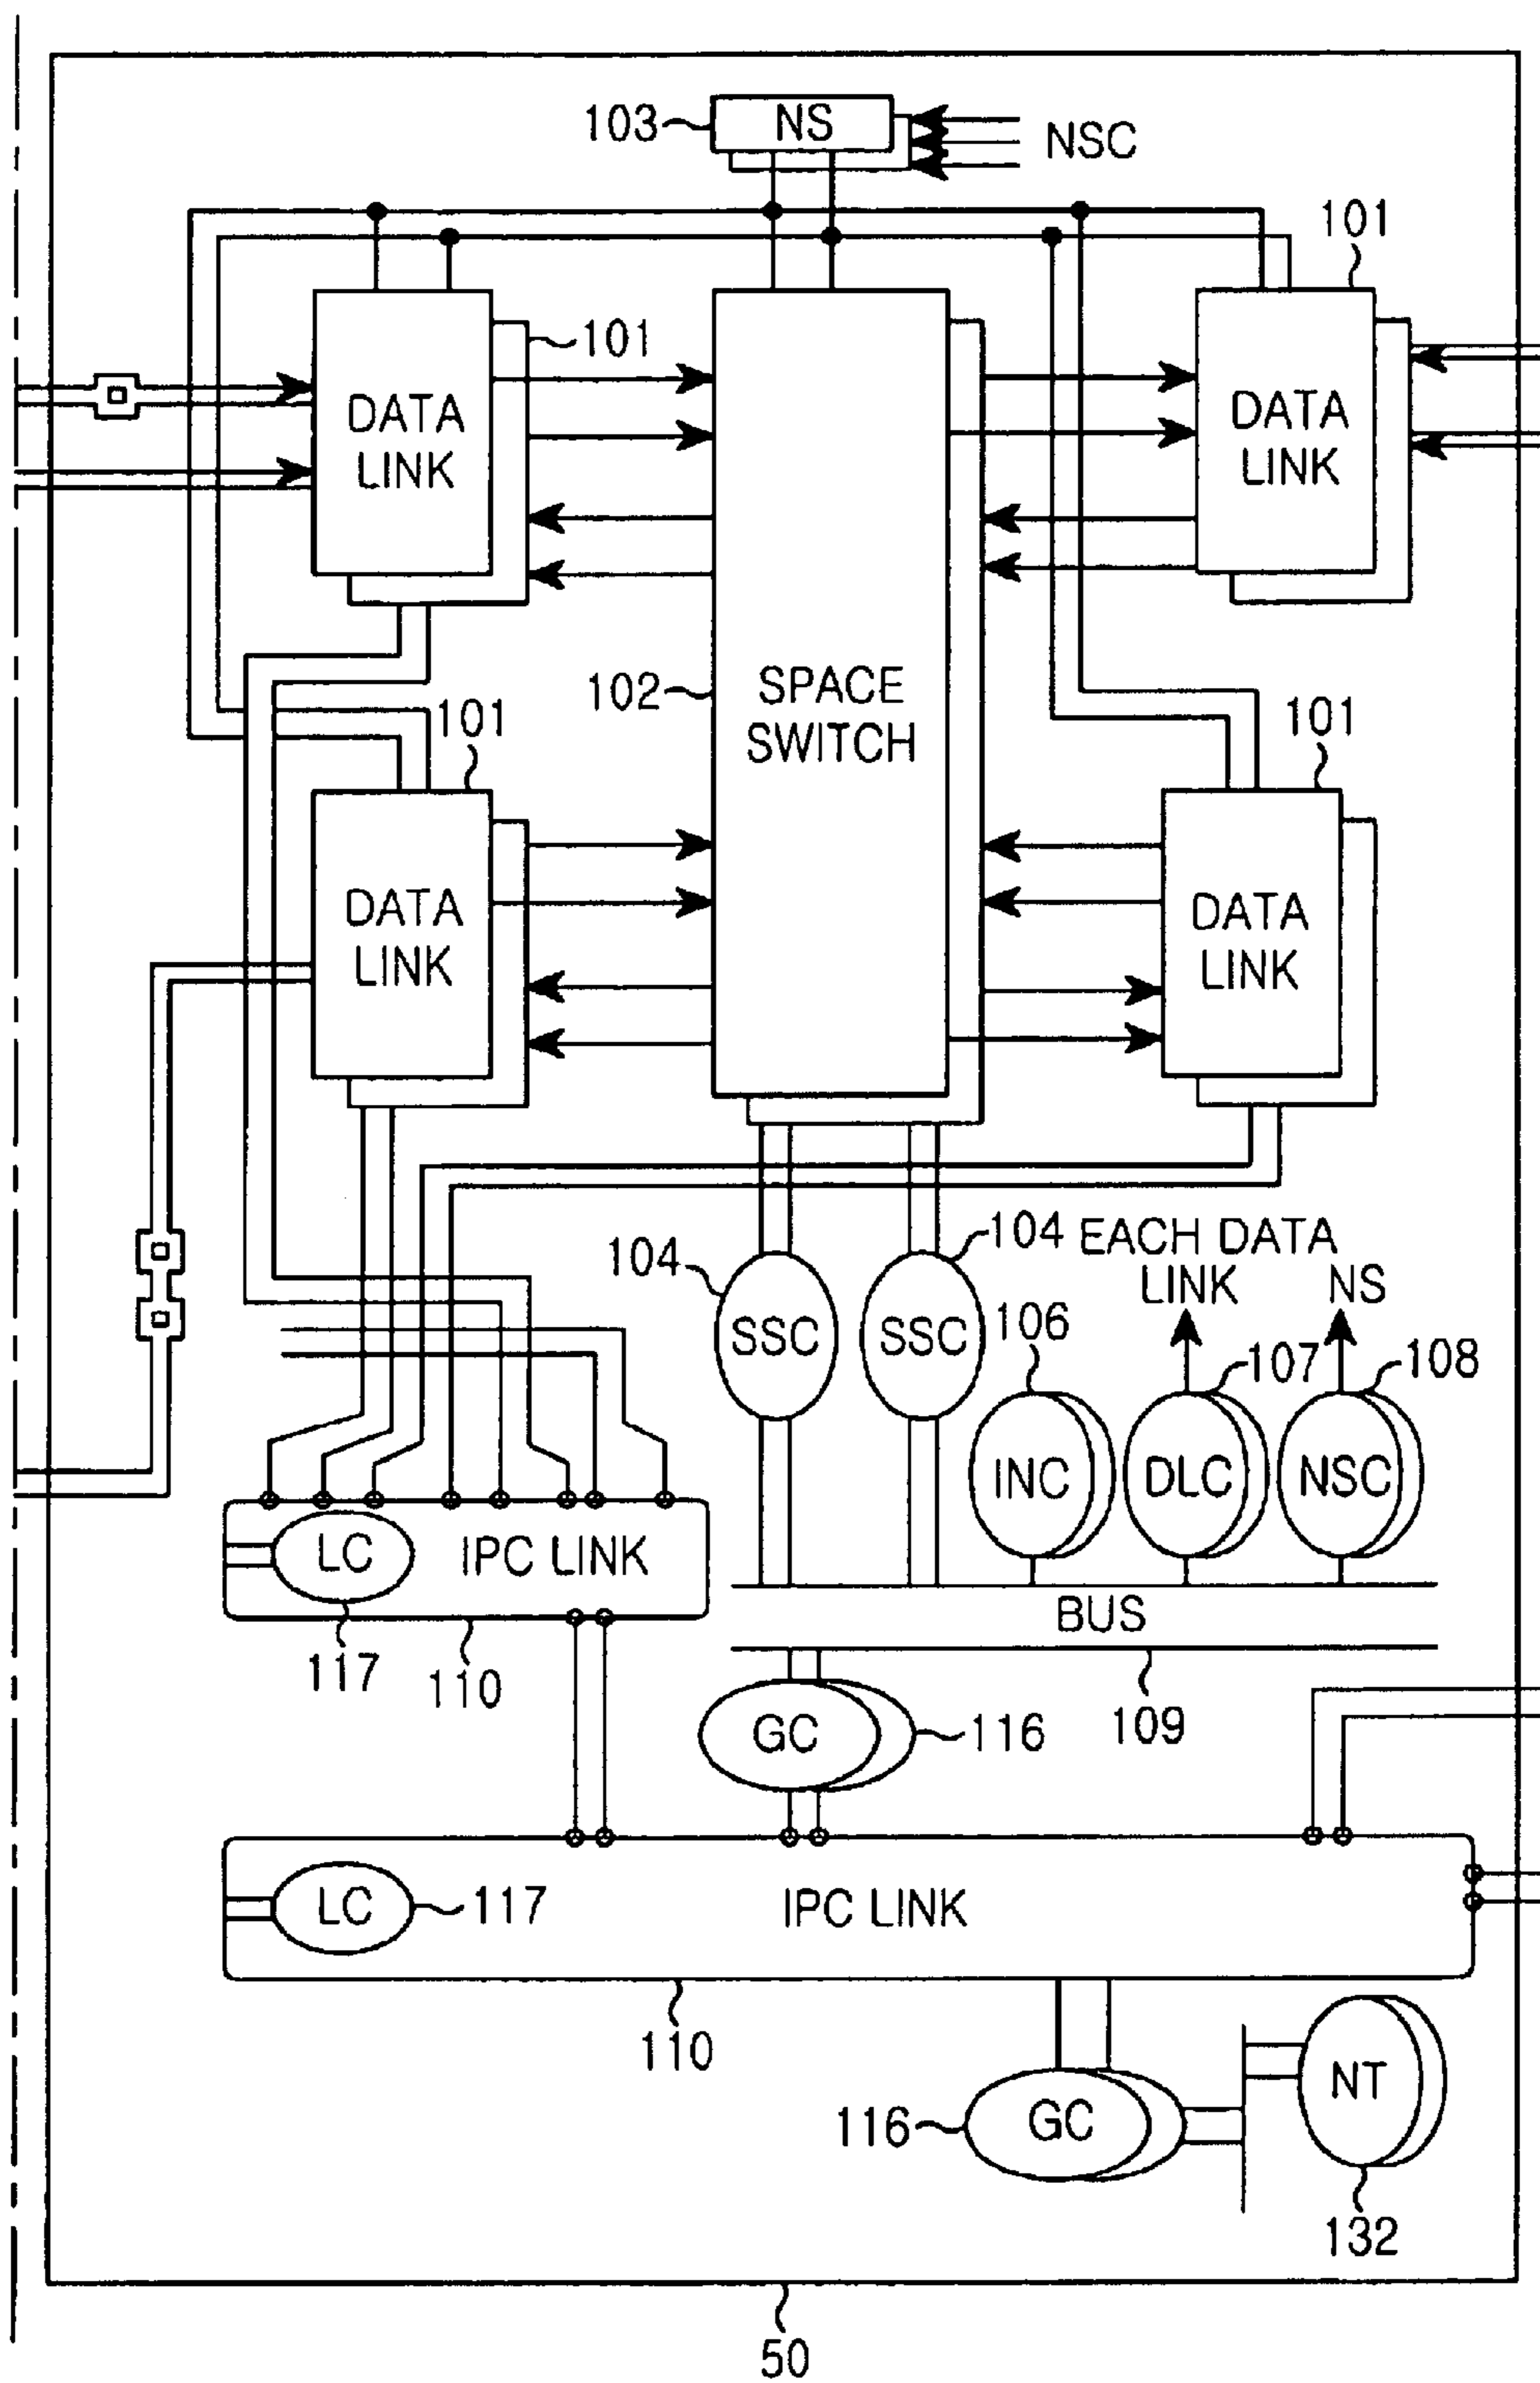 103
NS
NSC
101
101
DATA
LINK
DATA
LINK
102
SPACE
SWITCH
101
101
DATA
LINK
DATA
LINK
104
104
EACH DATA
LINK
NS
SSC
SSC
106
107
108
INC
DLC
NSC
LC
IPC LINK
BUS
117
110
109
GC
116
LC
117
IPC LINK
110
NT
116
GC
132
50